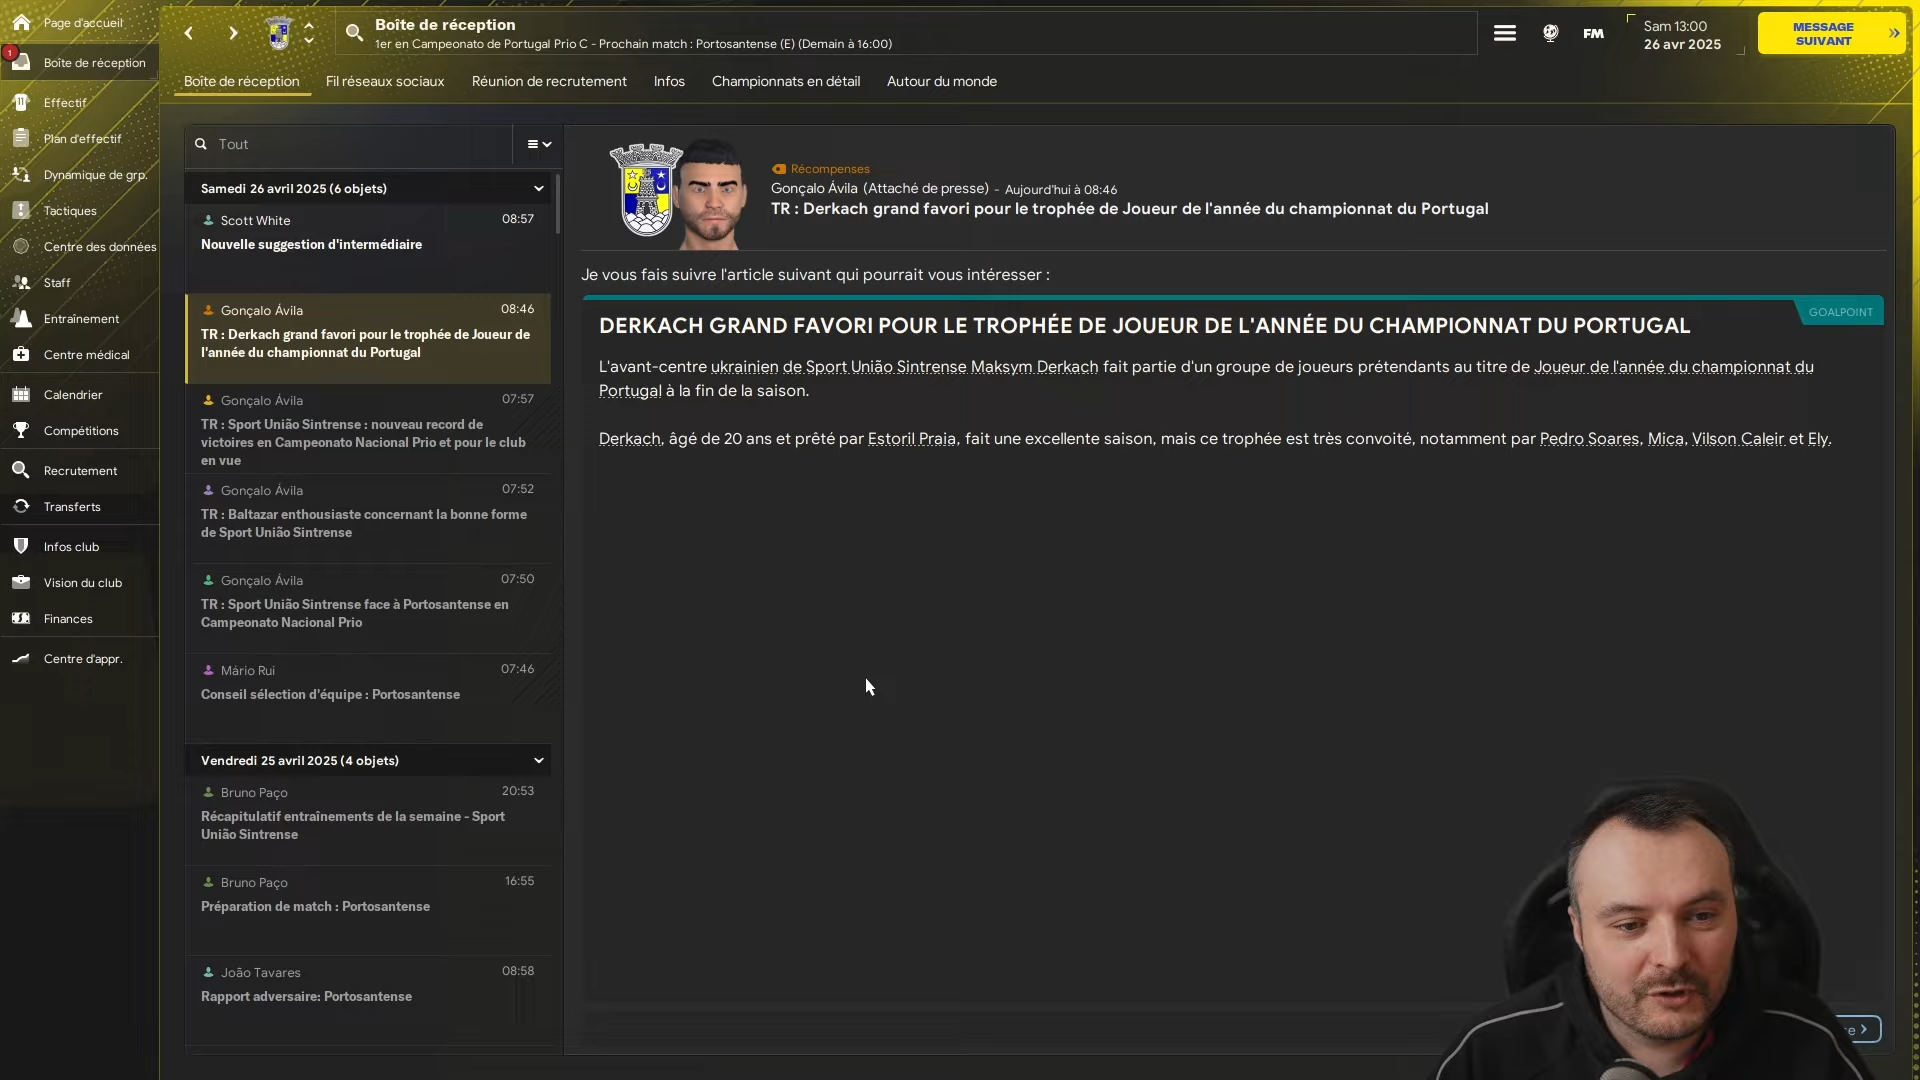 Page d'accueil
1
Boîte de réception
Effectif
Plan d'effectif
Dynamique de grp.
Tactiques
Centre des données
Staff
Entraînement
Centre médical
Calendrier
Compétitions
Recrutement
Transferts
Infos club
Vision du club
Finances
Centre d'appr.
Boîte de réception
1er en Campeonato de Portugal Prio C - Prochain match : Portosantense (E) (Demain à 16:00)
FM
Sam 13:00
26 avr 2025
MESSAGE
SUIVANT
Boîte de réception
Fil réseaux sociaux
Réunion de recrutement
Infos
Championnats en détail
Autour du monde
Tout
Samedi 26 avril 2025 (6 objets)
Scott White 08:57
Nouvelle suggestion d'intermédiaire
Gonçalo Ávila 08:46
TR : Derkach grand favori pour le trophée de Joueur de
l'année du championnat du Portugal
Gonçalo Ávila 07:57
TR : Sport União Sintrense : nouveau record de
victoires en Campeonato Nacional Prio et pour le club
en vue
Gonçalo Ávila 07:52
TR : Baltazar enthousiaste concernant la bonne forme
de Sport União Sintrense
Gonçalo Ávila 07:50
TR : Sport União Sintrense face à Portosantense en
Campeonato Nacional Prio
Mário Rui 07:46
Conseil sélection d'équipe : Portosantense
Vendredi 25 avril 2025 (4 objets)
Bruno Paço 20:53
Récapitulatif entraînements de la semaine - Sport
União Sintrense
Bruno Paço 16:55
Préparation de match : Portosantense
João Tavares 08:58
Rapport adversaire: Portosantense
Récompenses
Gonçalo Ávila (Attaché de presse) - Aujourd'hui à 08:46
TR : Derkach grand favori pour le trophée de Joueur de l'année du championnat du Portugal
Je vous fais suivre l'article suivant qui pourrait vous intéresser :
GOALPOINT
DERKACH GRAND FAVORI POUR LE TROPHÉE DE JOUEUR DE L'ANNÉE DU CHAMPIONNAT DU PORTUGAL
L'avant-centre ukrainien de Sport União Sintrense Maksym Derkach fait partie d'un groupe de joueurs prétendants au titre de Joueur de l'année du championnat du
Portugal à la fin de la saison.
Derkach, âgé de 20 ans et prêté par Estoril Praia, fait une excellente saison, mais ce trophée est très convoité, notamment par Pedro Soares, Mica, Vilson Caleir et Ely.